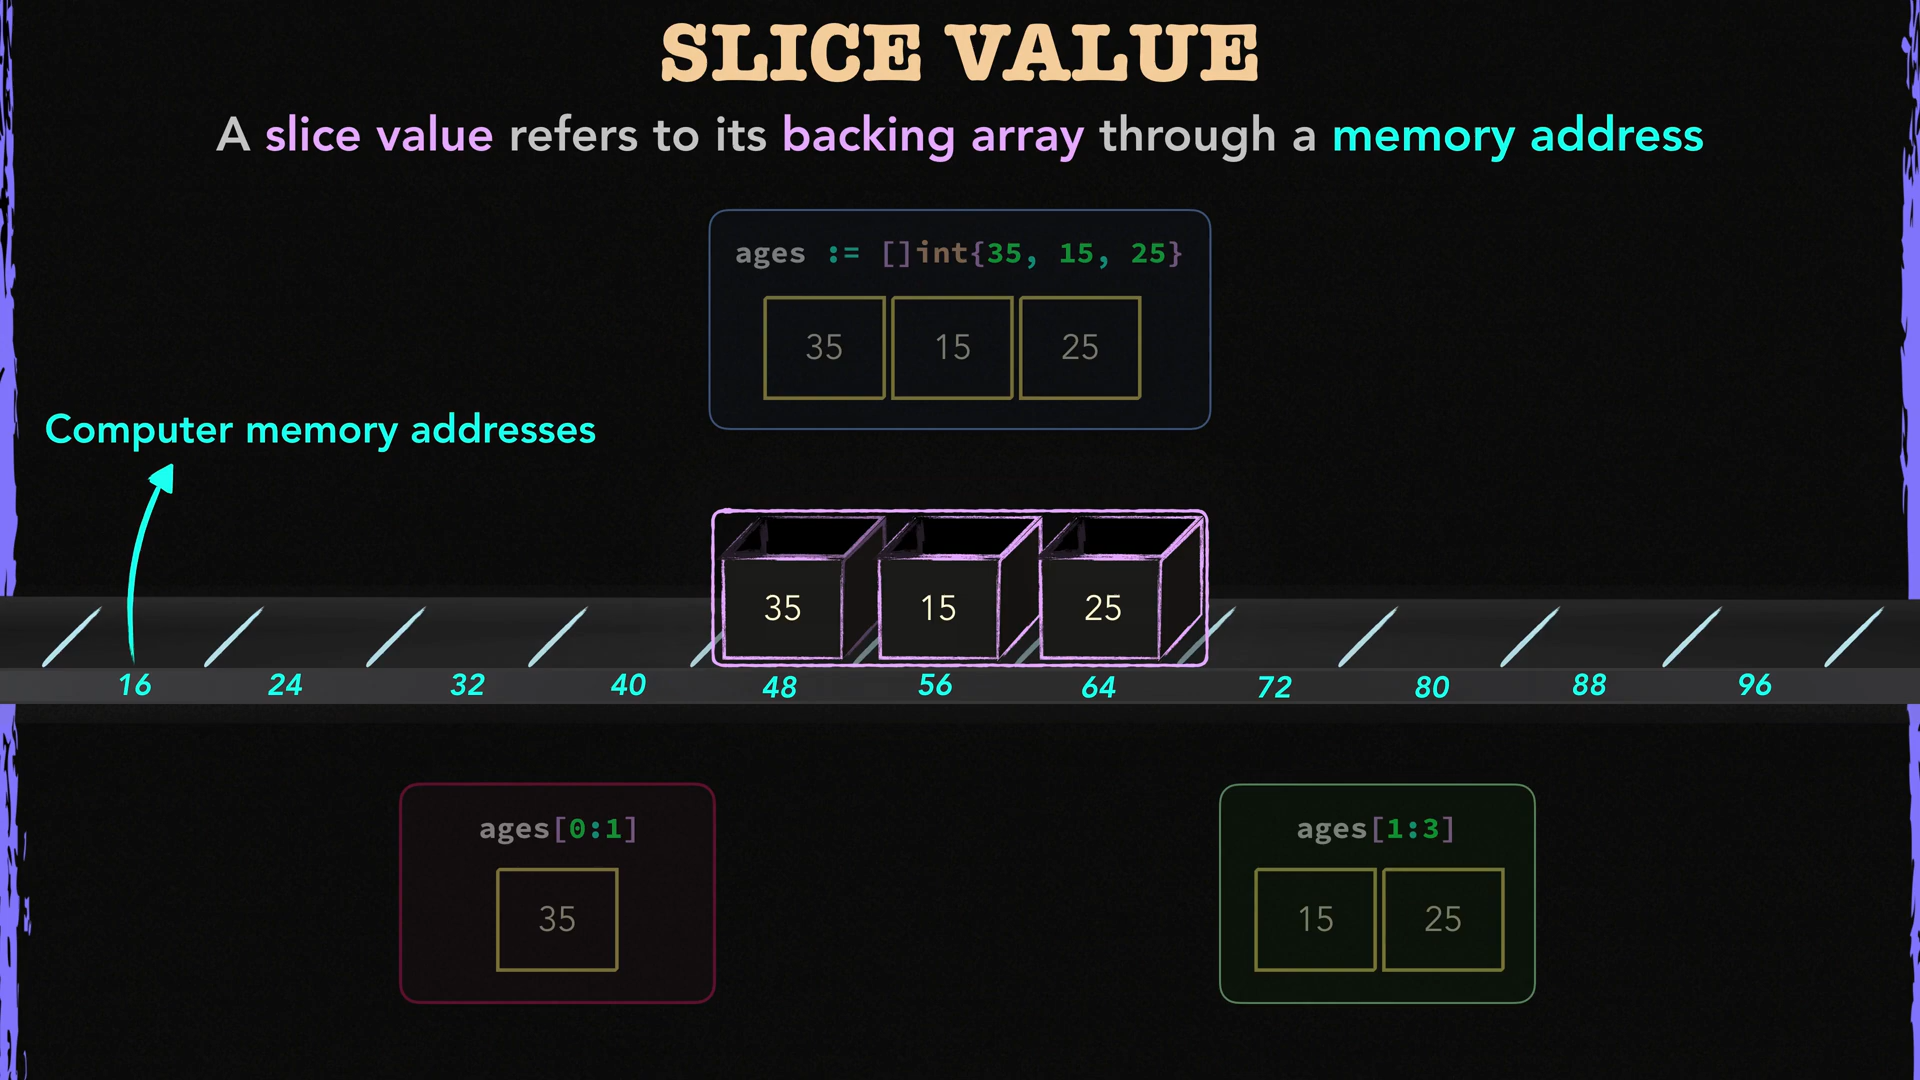 SLICE VALUE
A slice value refers to its backing array through a memory address
ages := []int{35, 15, 25}
35 15 25
Computer memory addresses
35 15 25
16 24 32 40 48 56 64 72 80 88 96
ages[0:1]
35
ages[1:3]
15 25